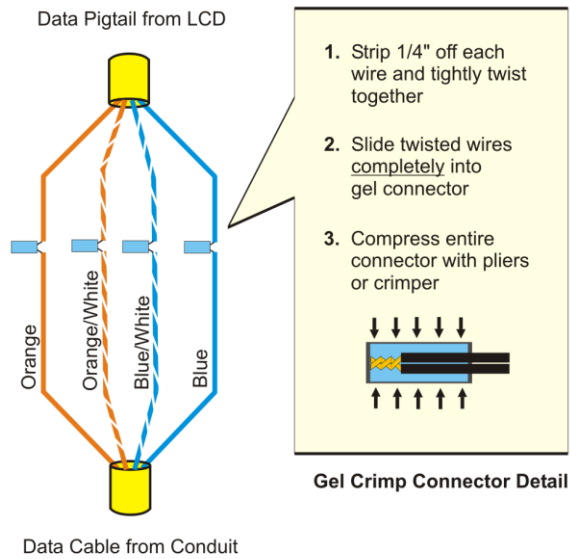 Data Pigtail from LCD
1. Strip 1/4" off each
wire and tightly twist
together
2. Slide twisted wires
completely into
gel connector
3. Compress entire
connector with pliers
or crimper
Orange
Orange/White
Blue/White
Blue
Gel Crimp Connector Detail
Data Cable from Conduit